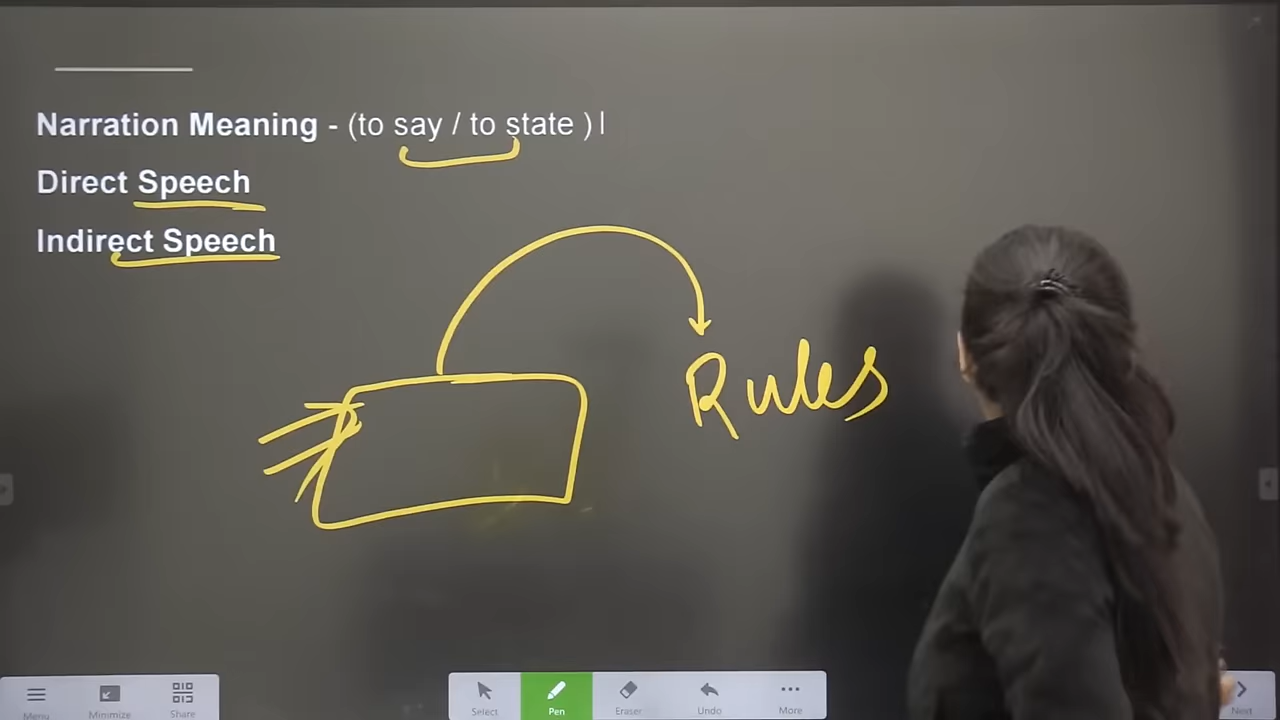 Narration Meaning - (to say / to state ) |
Direct Speech
Indirect Speech
Rules
Menu
Minimize
Share
Select
Pen
Eraser
Undo
More
Next